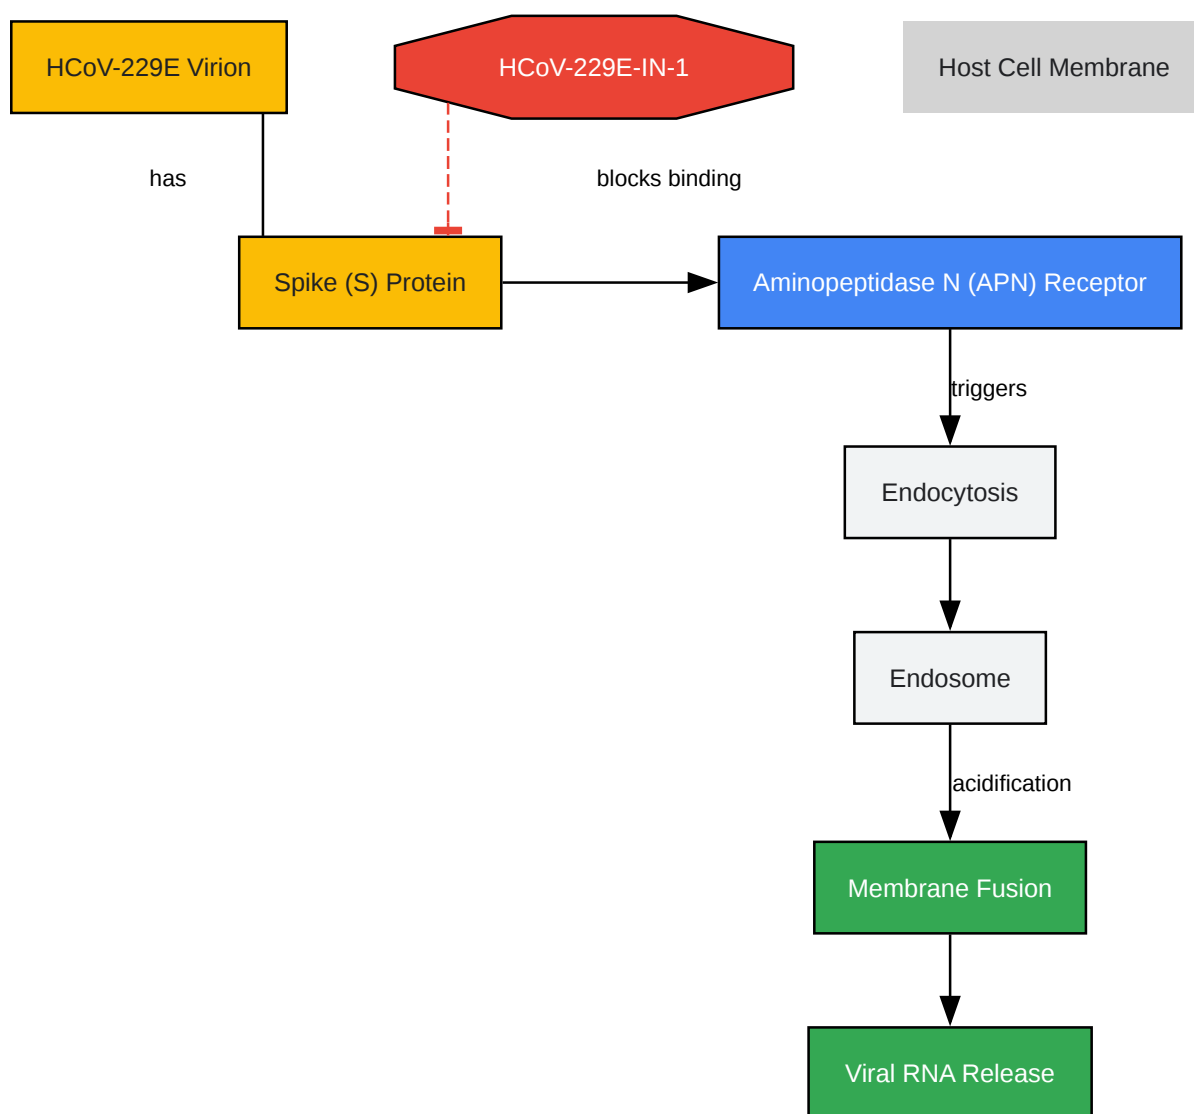 HCoV-229E Virion
HCoV-229E-IN-1
Host Cell Membrane
has
blocks binding
Spike (S) Protein
Aminopeptidase N (APN) Receptor
triggers
Endocytosis
Endosome
acidification
Membrane Fusion
Viral RNA Release